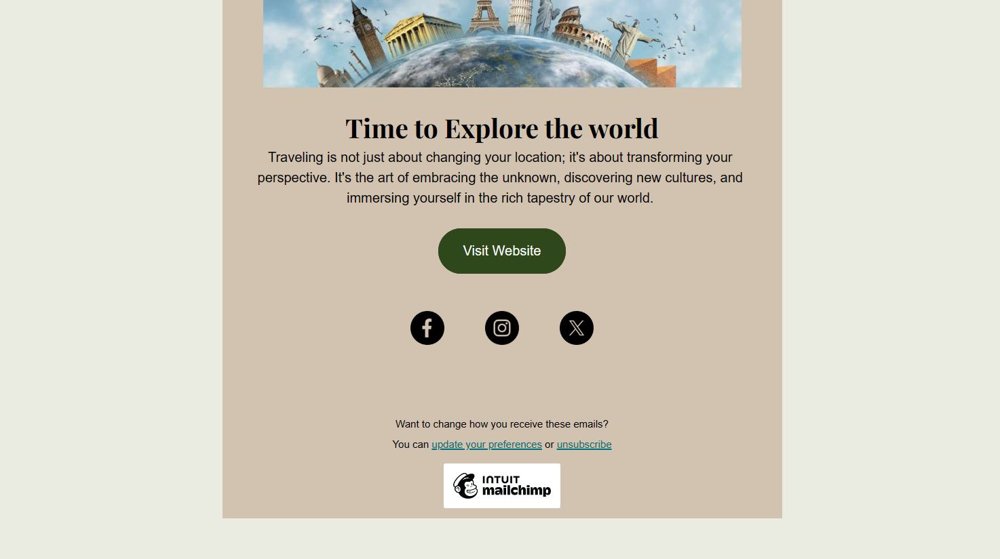 Time to Explore the world
Traveling is not just about changing your location; it's about transforming your
perspective. It's the art of embracing the unknown, discovering new cultures, and
immersing yourself in the rich tapestry of our world.
Visit Website
Want to change how you receive these emails?
You can update your preferences or unsubscribe
INTUIT
mailchimp